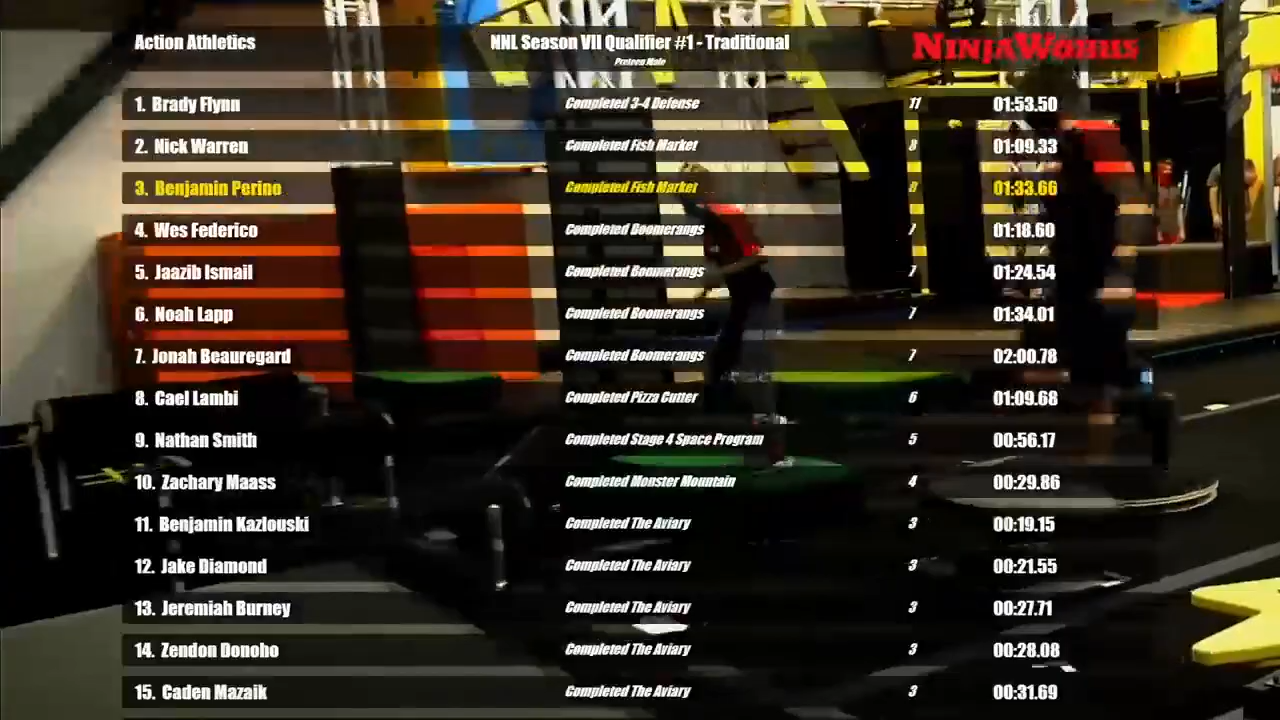 Action Athletics NNL Season VII Qualifier #1 - Traditional NINJAWORKS
Preteen Male
1. Brady Flynn Completed 3-4 Defense 11 01:53.50
2. Nick Warren Completed Fish Market 8 01:09.33
3. Benjamin Perino Completed Fish Market 8 01:33.66
4. Wes Federico Completed Boomerangs 7 01:18.60
5. Jaazib Ismail Completed Boomerangs 7 01:24.54
6. Noah Lapp Completed Boomerangs 7 01:34.01
7. Jonah Beauregard Completed Boomerangs 7 02:00.78
8. Cael Lambi Completed Pizza Cutter 6 01:09.68
9. Nathan Smith Completed Stage 4 Space Program 5 00:56.17
10. Zachary Maass Completed Monster Mountain 4 00:29.86
11. Benjamin Kazlouski Completed The Aviary 3 00:19.15
12. Jake Diamond Completed The Aviary 3 00:21.55
13. Jeremiah Burney Completed The Aviary 3 00:27.71
14. Zendon Donoho Completed The Aviary 3 00:28.08
15. Caden Mazaik Completed The Aviary 3 00:31.69